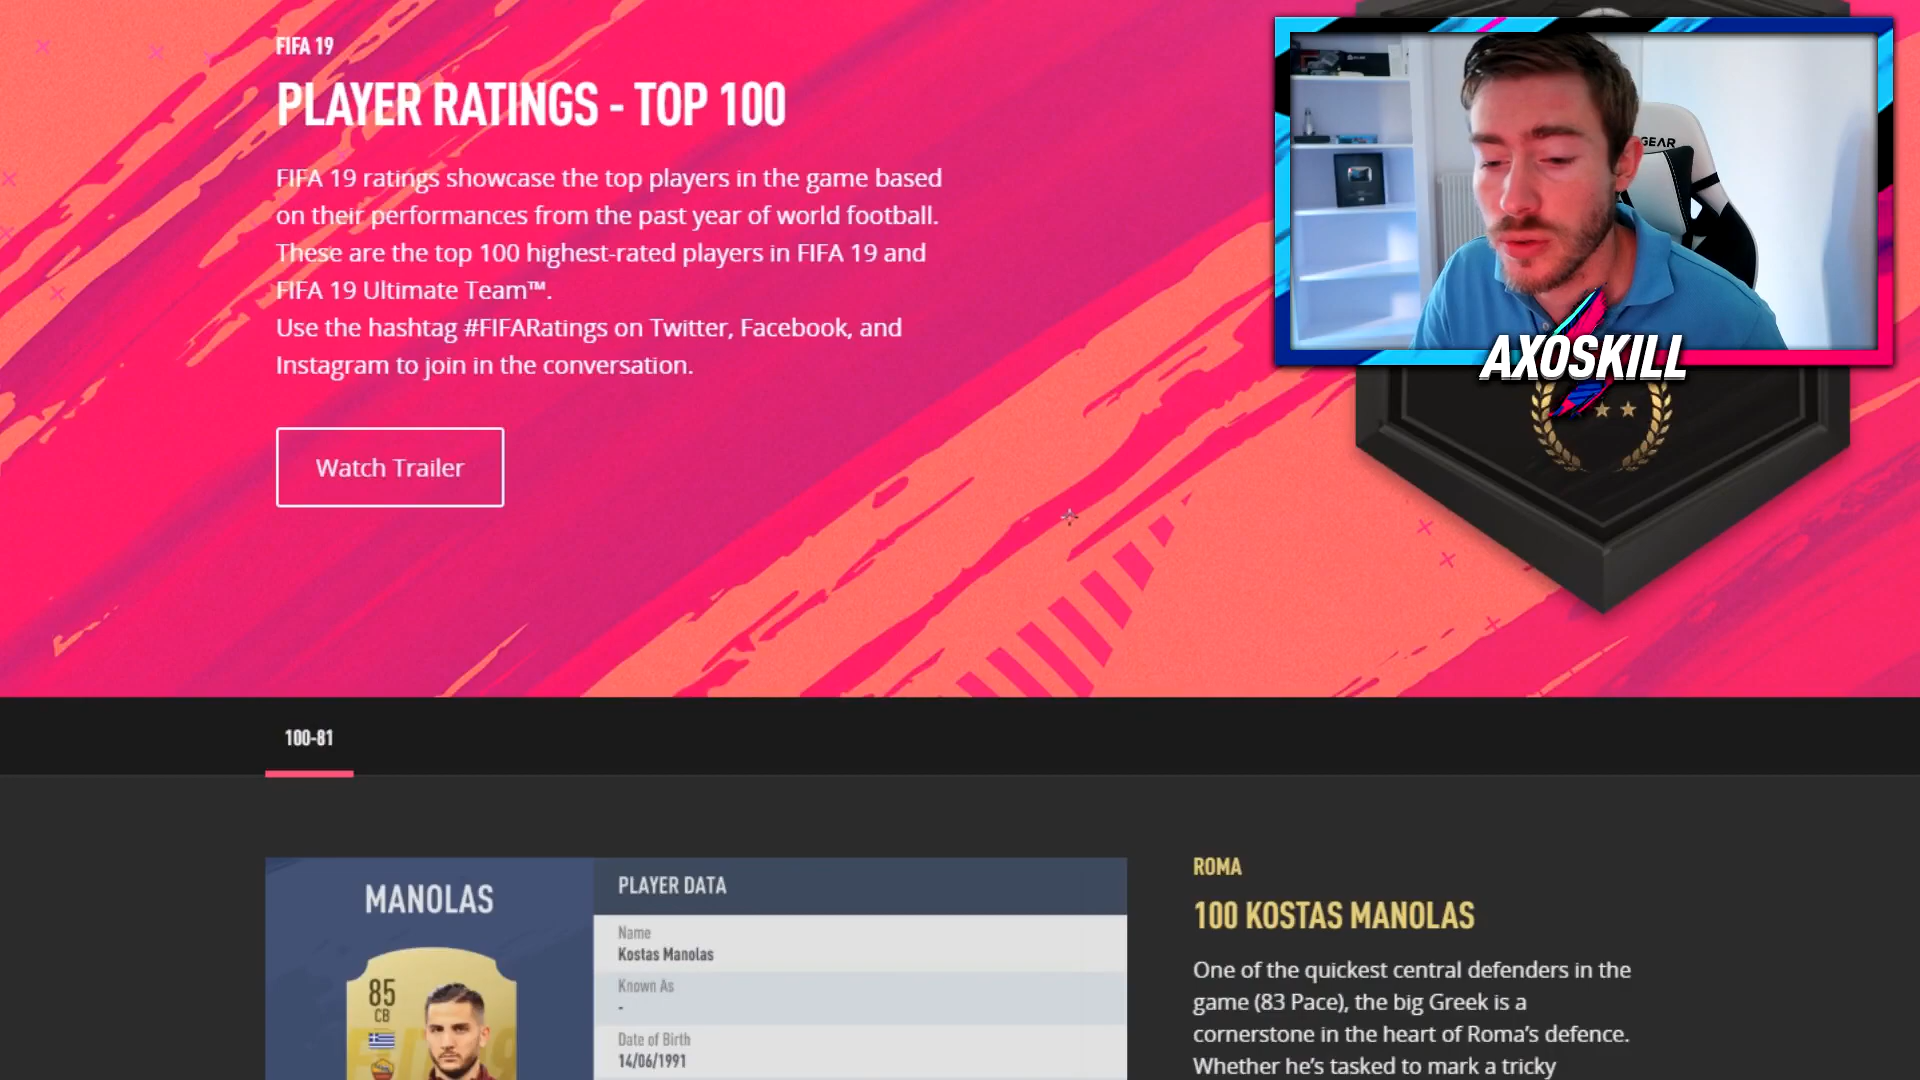 FIFA 19
PLAYER RATINGS - TOP 100
FIFA 19 ratings showcase the top players in the game based
on their performances from the past year of world football.
These are the top 100 highest-rated players in FIFA 19 and
FIFA 19 Ultimate Team™.
Use the hashtag #FIFARatings on Twitter, Facebook, and
Instagram to join in the conversation.
Watch Trailer
GEAR
AXOSKILL
100-81
MANOLAS
85
CB
PLAYER DATA
Name
Kostas Manolas
Known As
-
Date of Birth
14/06/1991
ROMA
100 KOSTAS MANOLAS
One of the quickest central defenders in the
game (83 Pace), the big Greek is a
cornerstone in the heart of Roma's defence.
Whether he's tasked to mark a tricky